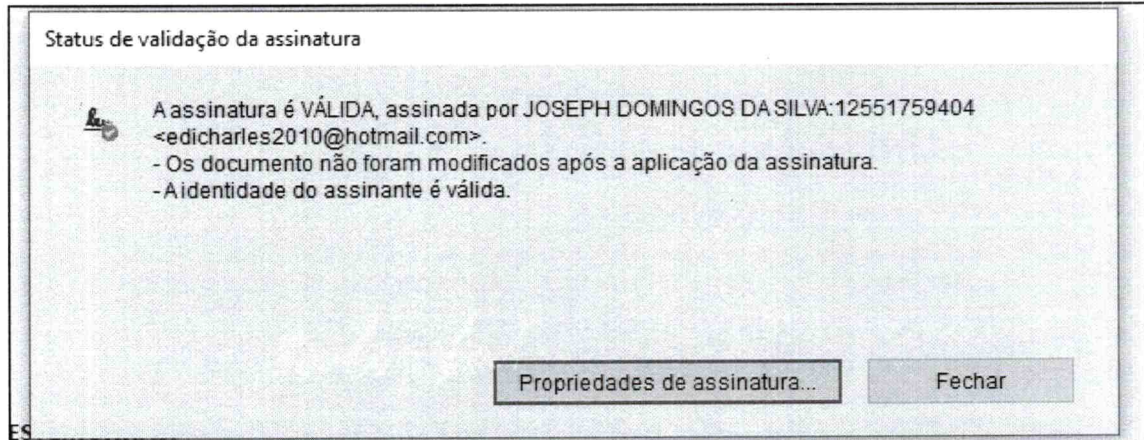 Status de validação da assinatura
A assinatura é VÁLIDA, assinada por JOSEPH DOMINGOS DA SILVA:12551759404
<edicharles2010@hotmail.com>.
- Os documento não foram modificados após a aplicação da assinatura.
- A identidade do assinante é válida.
Propriedades de assinatura...
Fechar